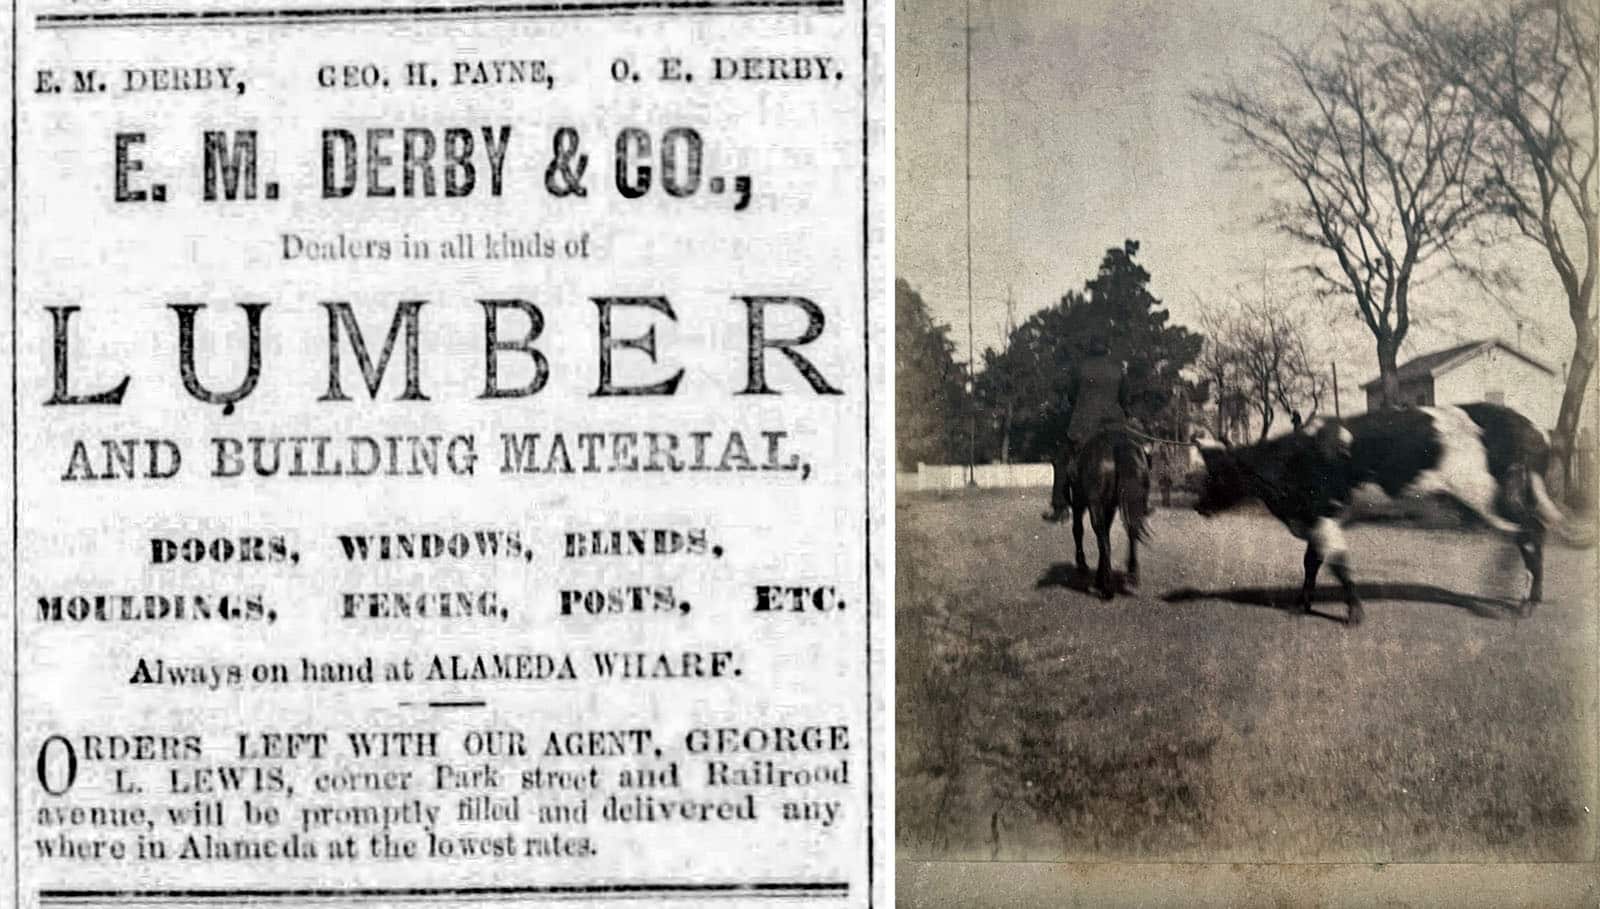 E. M. DERBY, GEO. H. PAYNE, O. E. DERBY.
E. M. DERBY & CO.,
Dealers in all kinds of
LUMBER
AND BUILDING MATERIAL,
DOORS, WINDOWS, BLINDS,
MOULDINGS, FENCING, POSTS, ETC.
Always on hand at ALAMEDA WHARF.
ORDERS LEFT WITH OUR AGENT, GEORGE
L. LEWIS, corner Park street and Railrood
avenue, will be promptly filled and delivered any
where in Alameda at the lowest rates.